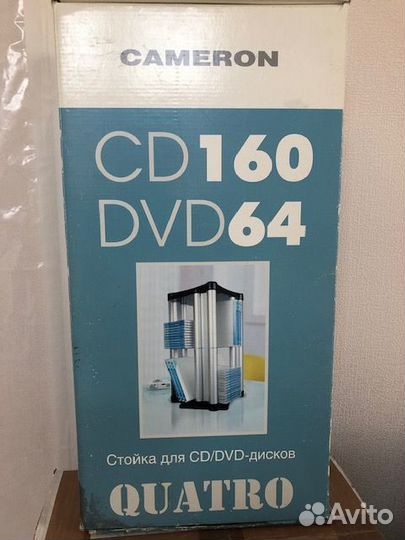 CAMERON
CD160
DVD64
Стойка для CD/DVD-дисков
QUATRO
Avito